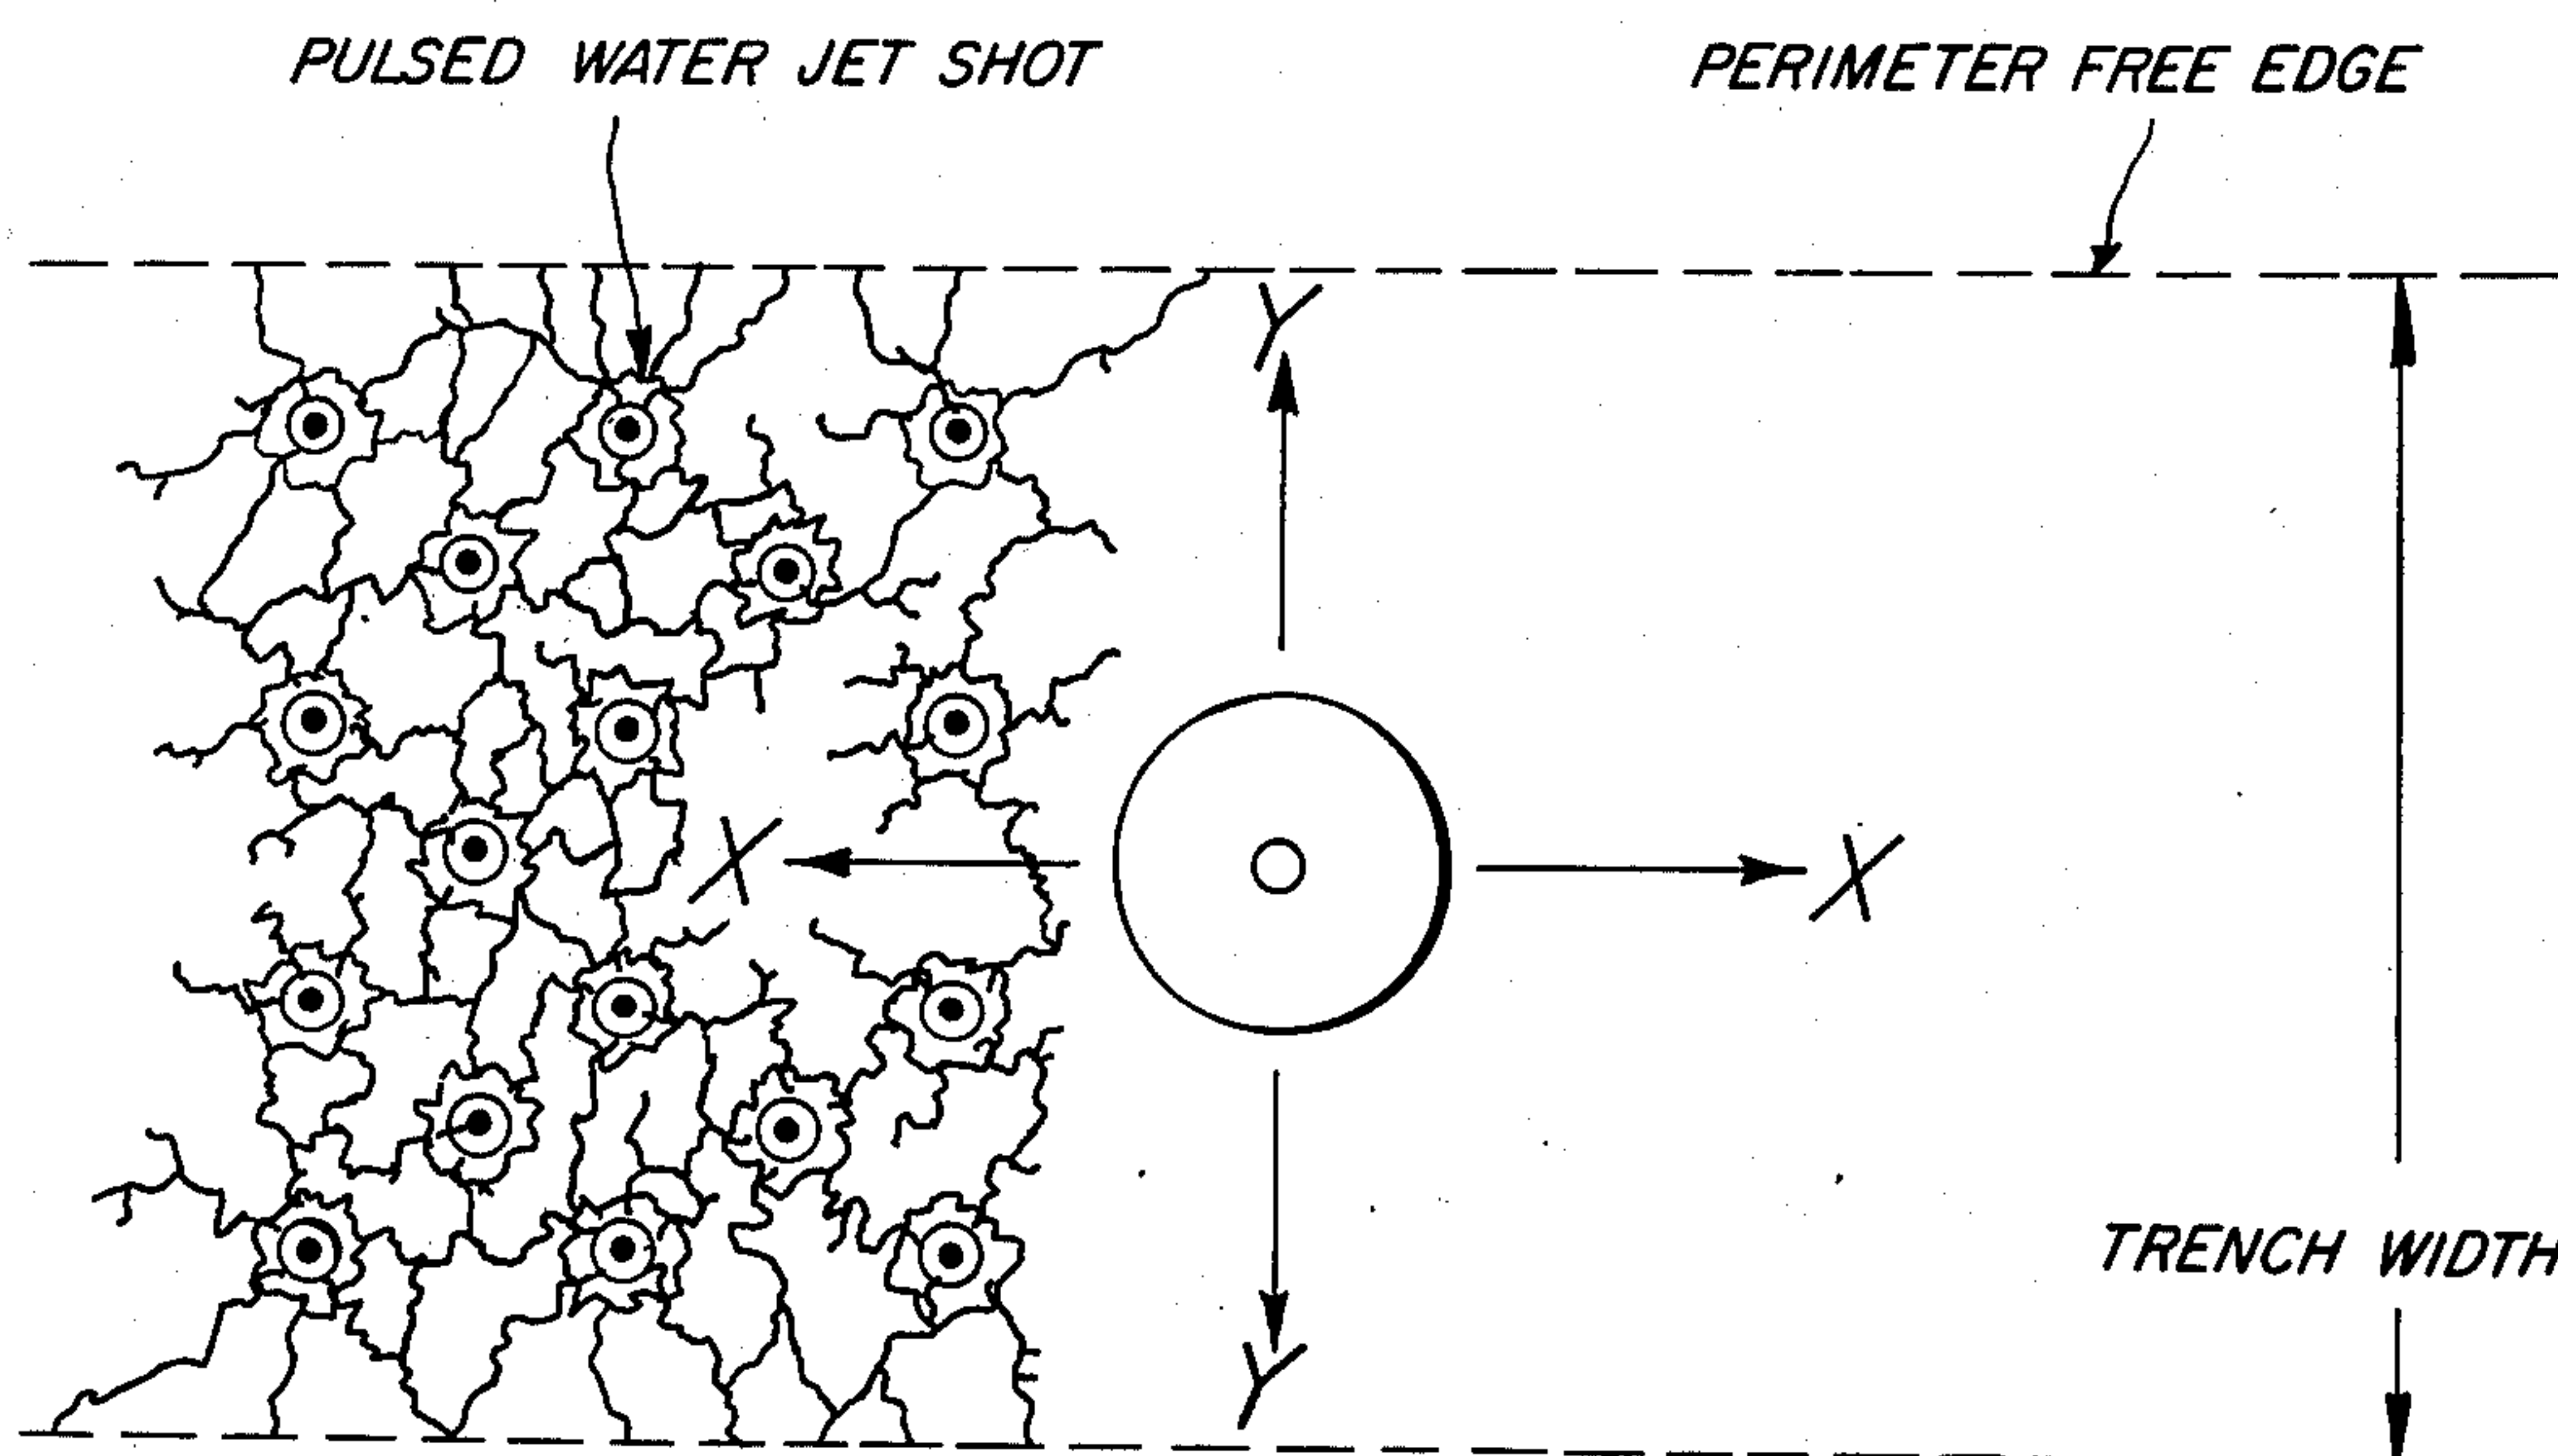 PULSED WATER JET SHOT
PERIMETER FREE EDGE
Y
X
X
TRENCH WIDTH
Y